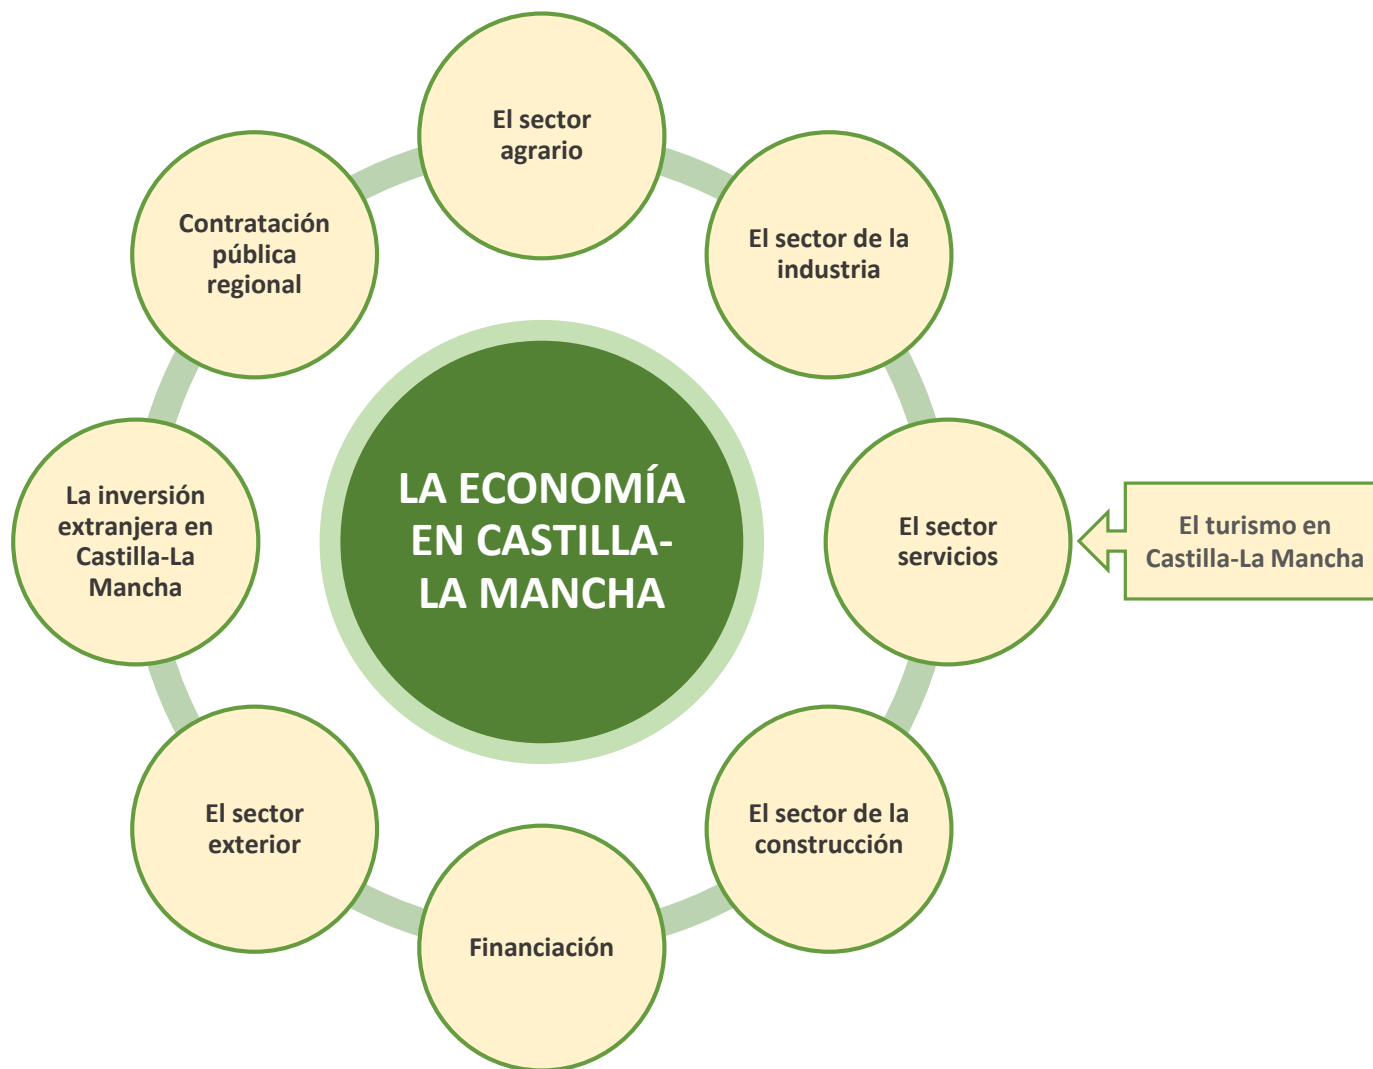 El sector
agrario
El sector de la
industria
El sector
servicios
El turismo en
Castilla-La Mancha
El sector de la
construcción
Financiación
El sector
exterior
La inversión
extranjera en
Castilla-La
Mancha
Contratación
pública
regional
LA ECONOMÍA
EN CASTILLA-
LA MANCHA